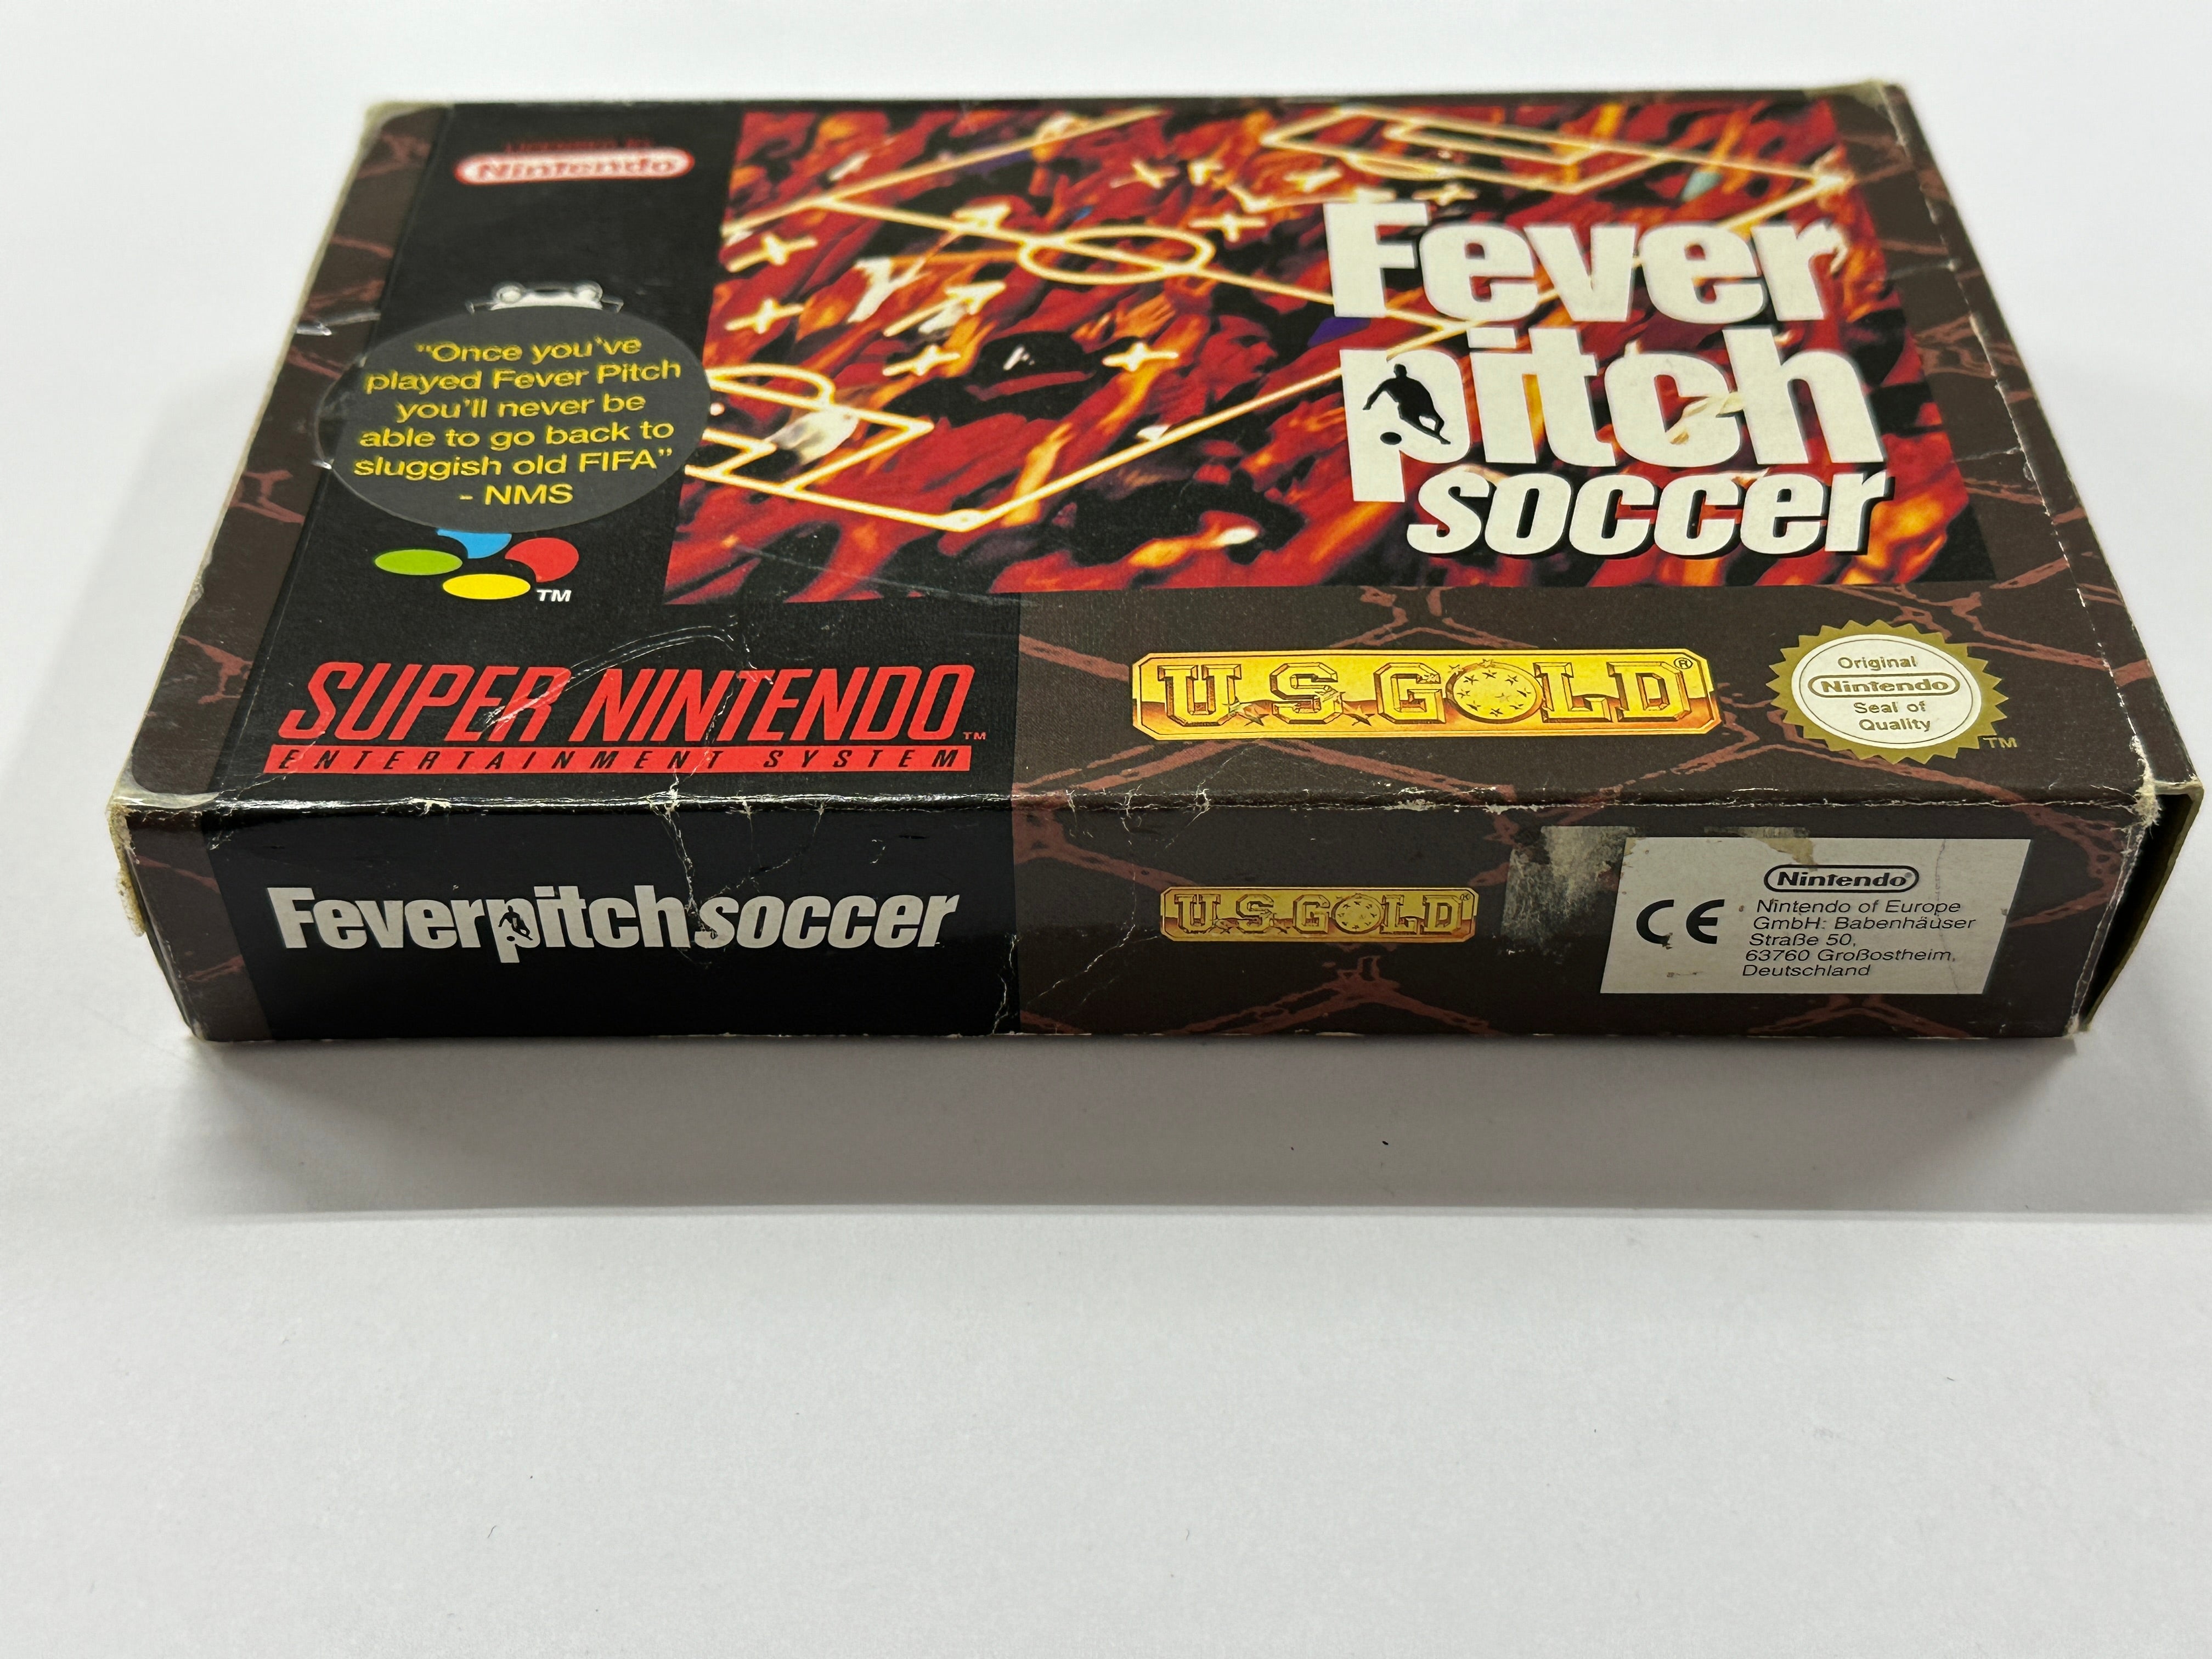 LICENSED BY
Nintendo
Fever
pitch
soccer
"Once you've
played Fever Pitch
you'll never be
able to go back to
sluggish old FIFA"
- NMS
TM
SUPER NINTENDO TM
ENTERTAINMENT SYSTEM
U.S. GOLD ®
Original
Nintendo
Seal of
Quality
TM
Feverpitchsoccer
U.S. GOLD ®
CE
Nintendo
Nintendo of Europe
GmbH: Babenhäuser
Straße 50,
63760 Großostheim,
Deutschland